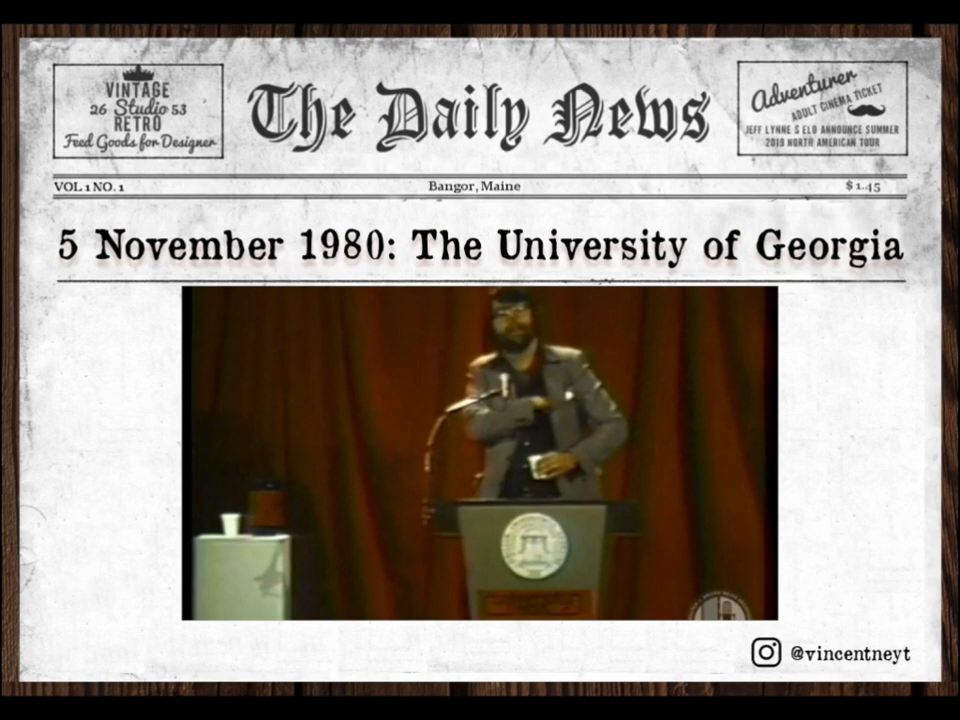 VINTAGE
26 Studio 53
RETRO
Feed Goods for Designer
The Daily News
Adventurer
ADULT CINEMA TICKET
JEFF LYNNE S ELO ANNOUNCE SUMMER
2019 NORTH AMERICAN TOUR
VOL 1 NO. 1
Bangor, Maine
$ 1.45
5 November 1980: The University of Georgia
@vincentneyt